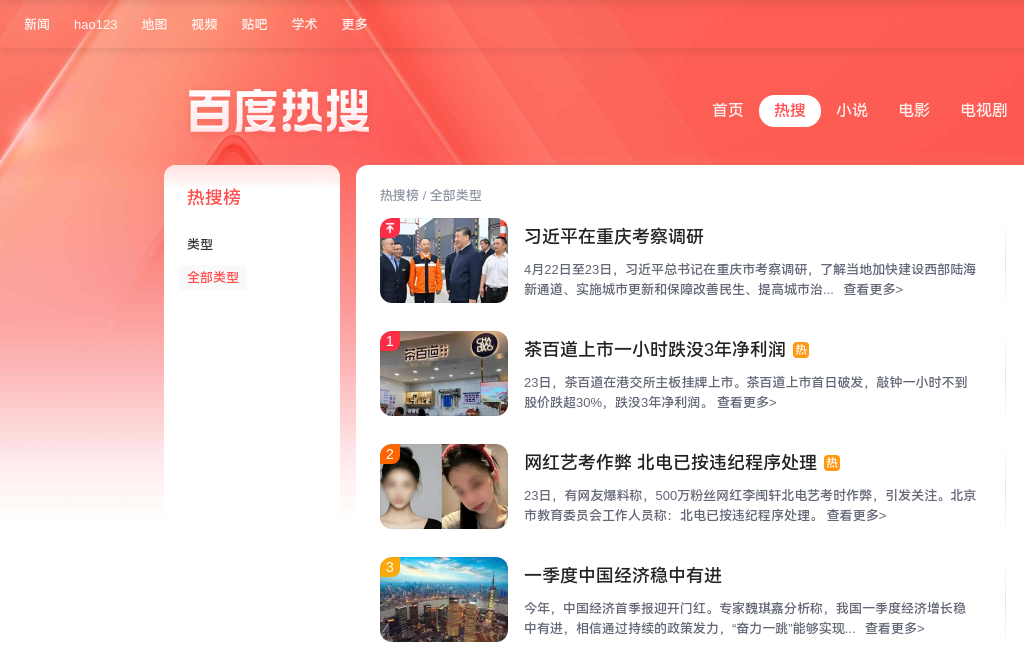 新闻 hao123 地图 视频 贴吧 学术 更多
百度热搜
首页 热搜 小说 电影 电视剧
热搜榜
类型
全部类型
热搜榜 / 全部类型
习近平在重庆考察调研
4月22日至23日，习近平总书记在重庆市考察调研，了解当地加快建设西部陆海
新通道、实施城市更新和保障改善民生、提高城市治... 查看更多>
1
茶百道
CHA
DAO
茶百道上市一小时跌没3年净利润 热
23日，茶百道在港交所主板挂牌上市。茶百道上市首日破发，敲钟一小时不到
股价跌超30%，跌没3年净利润。 查看更多>
2
网红艺考作弊 北电已按违纪程序处理 热
23日，有网友爆料称，500万粉丝网红李闽轩北电艺考时作弊，引发关注。北京
市教育委员会工作人员称：北电已按违纪程序处理。 查看更多>
3
一季度中国经济稳中有进
今年，中国经济首季报迎开门红。专家魏琪嘉分析称，我国一季度经济增长稳
中有进，相信通过持续的政策发力，“奋力一跳”能够实现... 查看更多>